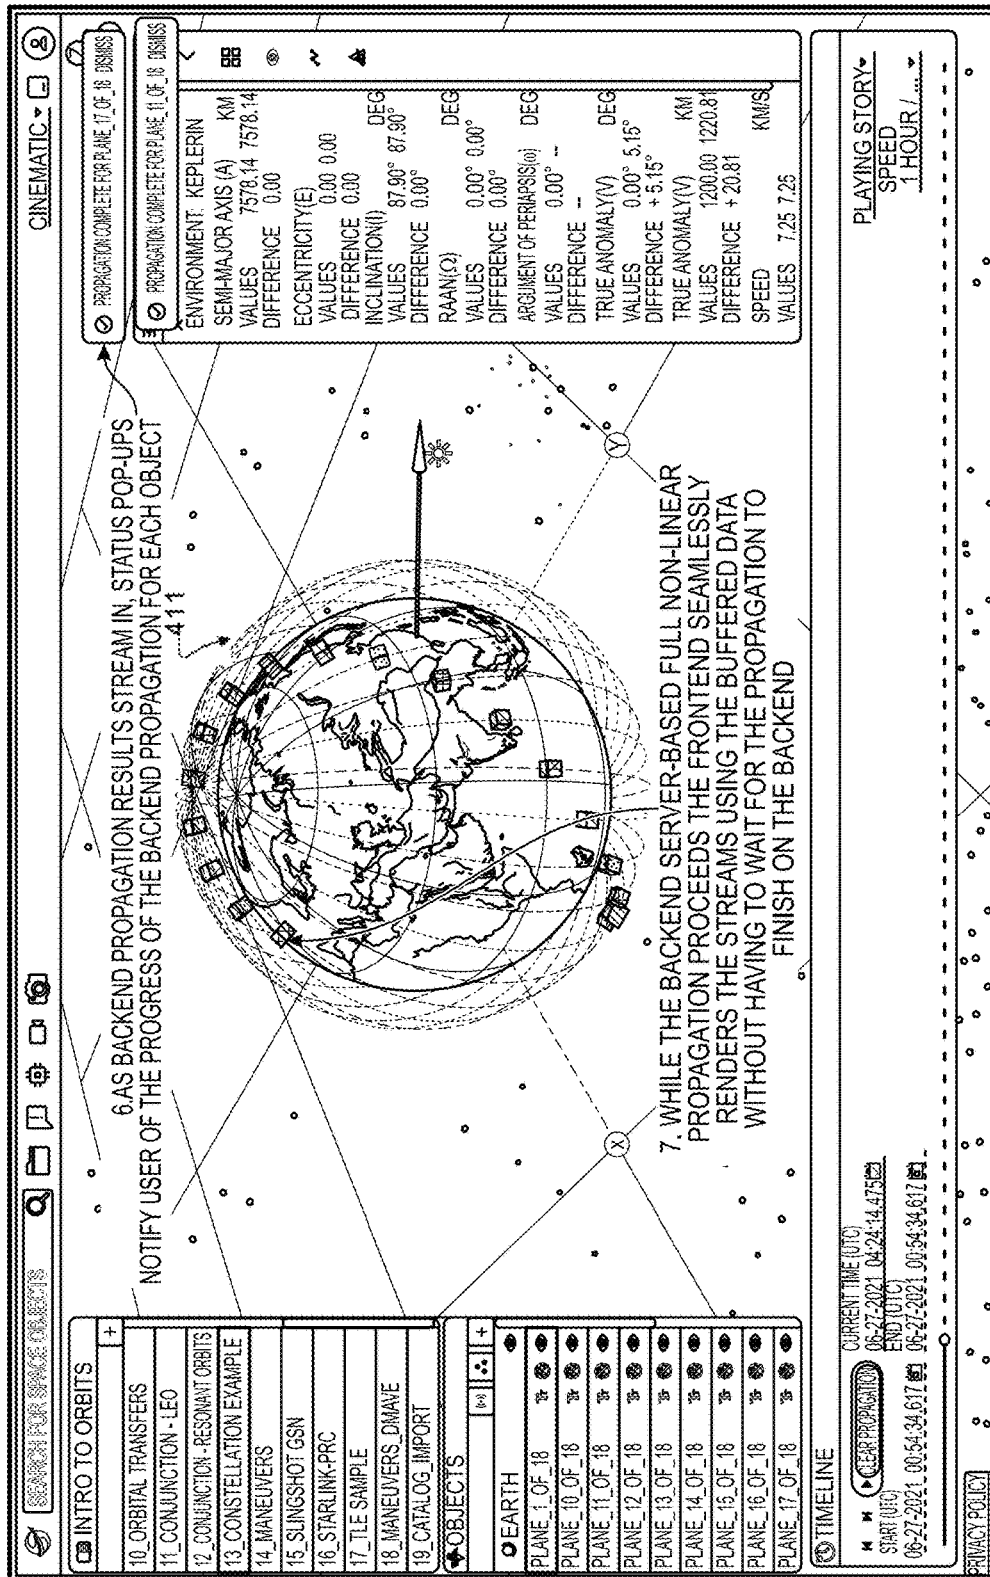 SEARCH FOR SPACE OBJECTS
CINEMATIC
INTRO TO ORBITS
+
10_ORBITAL TRANSFERS
11_CONJUNCTION - LEO
12_CONJUNCTION - RESONANT ORBITS
13_CONSTELLATION EXAMPLE
14_MANEUVERS
15_SLINGSHOT GSN
16_STARLINK-PRC
17_TLE SAMPLE
18_MANEUVERS_DMAVE
19_CATALOG_IMPORT
OBJECTS
+
EARTH
PLANE_1_OF_18
PLANE_10_OF_18
PLANE_11_OF_18
PLANE_12_OF_18
PLANE_13_OF_18
PLANE_14_OF_18
PLANE_15_OF_18
PLANE_16_OF_18
PLANE_17_OF_18
6.AS BACKEND PROPAGATION RESULTS STREAM IN, STATUS POP-UPS
NOTIFY USER OF THE PROGRESS OF THE BACKEND PROPAGATION FOR EACH OBJECT
411
X
Y
7. WHILE THE BACKEND SERVER-BASED FULL NON-LINEAR
PROPAGATION PROCEEDS THE FRONTEND SEAMLESSLY
RENDERS THE STREAMS USING THE BUFFERED DATA
WITHOUT HAVING TO WAIT FOR THE PROPAGATION TO
FINISH ON THE BACKEND
PROPAGATION COMPLETE FOR PLANE_17_OF_18 DISMISS
PROPAGATION COMPLETE FOR PLANE_11_OF_18 DISMISS
ENVIRONMENT: KEPLERIN
SEMI-MAJOR AXIS (A) KM
VALUES 7578.14 7578.14
DIFFERENCE 0.00
ECCENTRICITY(E)
VALUES 0.00 0.00
DIFFERENCE 0.00
INCLINATION(I) DEG
VALUES 87.90° 87.90°
DIFFERENCE 0.00°
RAAN(Ω) DEG
VALUES 0.00° 0.00°
DIFFERENCE 0.00°
ARGUMENT OF PERIAPSIS(ω) DEG
VALUES 0.00° --
DIFFERENCE --
TRUE ANOMALY(V) DEG
VALUES 0.00° 5.15°
DIFFERENCE +5.15°
TRUE ANOMALY(V) KM
VALUES 1200.00 1220.81
DIFFERENCE +20.81
SPEED KM/S
VALUES 7.25 7.25
TIMELINE
CLEAR PROPAGATION
CURRENT TIME (UTC)
06-27-2021 04:24:14.475
START (UTC)
END (UTC)
06-27-2021 00:54:34.617
06-27-2021 00:54:34.617
PLAYING STORY
SPEED
1 HOUR / ...
PRIVACY POLICY